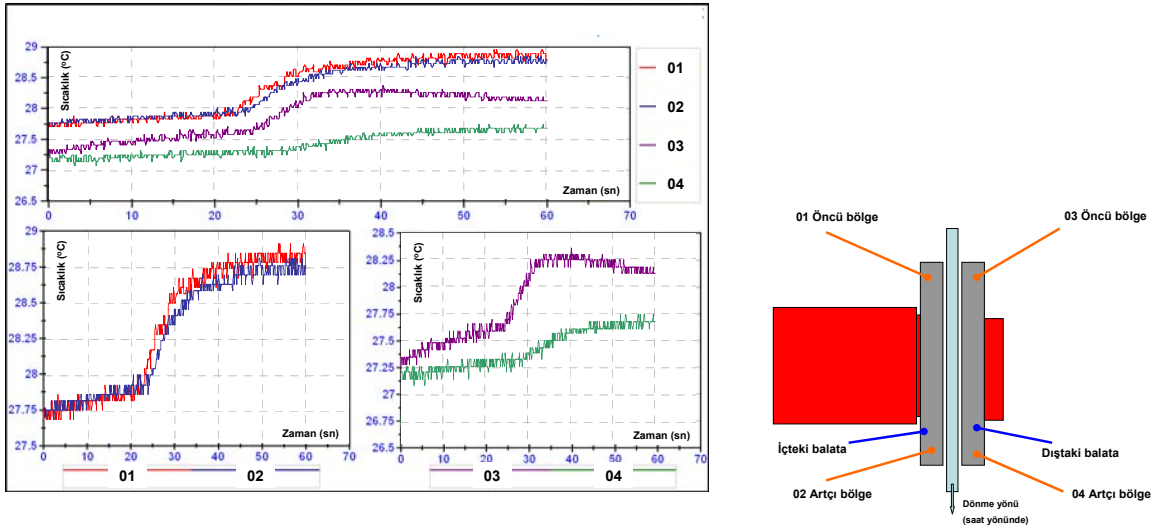 29
28.5
28
27.5
27
26.5
Sıcaklık (ºC)
Zaman (sn)
0 10 20 30 40 50 60 70
01
02
03
04
29
28.75
28.5
28.25
28
27.75
27.5
Sıcaklık (ºC)
Zaman (sn)
0 10 20 30 40 50 60 70
01 02
28.5
28.25
28
27.75
27.5
27.25
27
26.75
26.5
Sıcaklık (ºC)
Zaman (sn)
0 10 20 30 40 50 60 70
03 04
01 Öncü bölge
03 Öncü bölge
İçteki balata
Dıştaki balata
02 Artçı bölge
04 Artçı bölge
Dönme yönü
(saat yönünde)